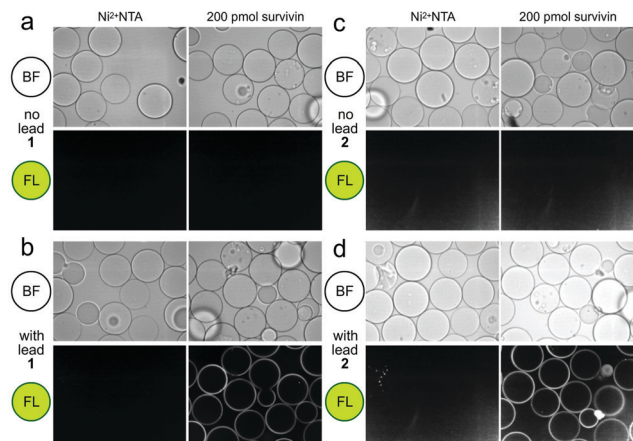 a
Ni²⁺NTA
200 pmol survivin
BF
no
lead
1
FL
b
BF
with
lead
1
FL
c
Ni²⁺NTA
200 pmol survivin
BF
no
lead
2
FL
d
BF
with
lead
2
FL